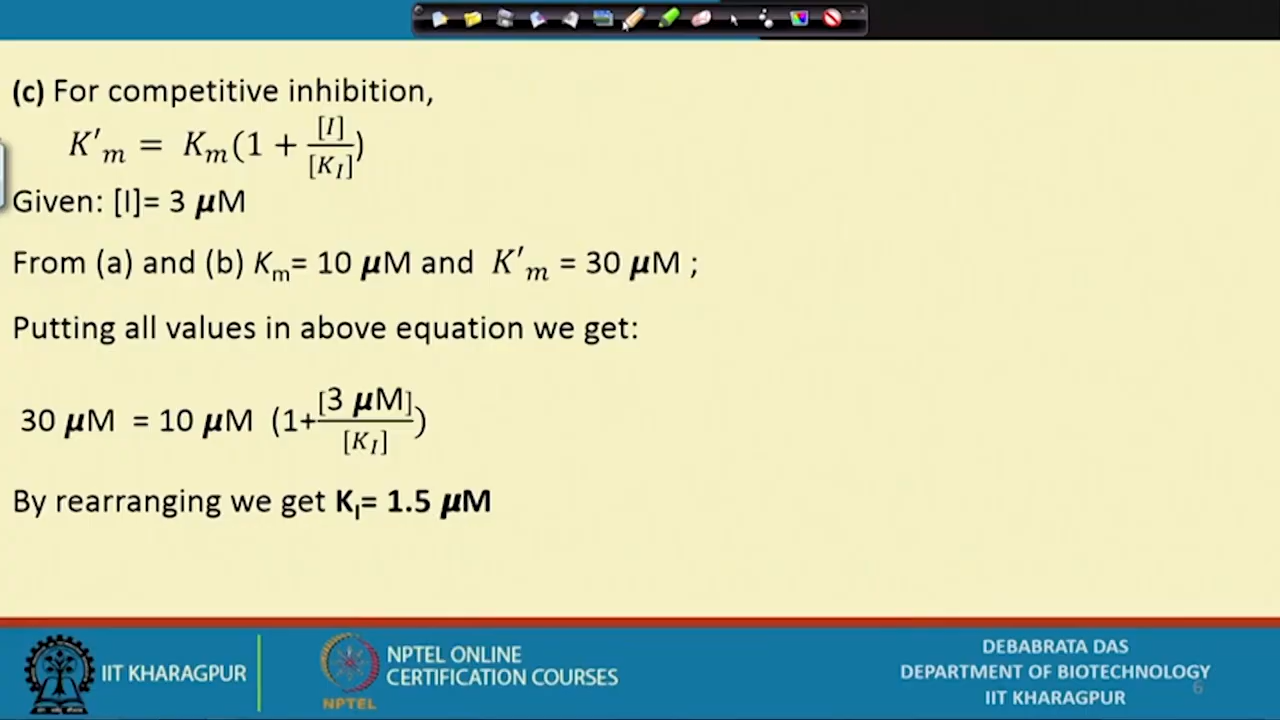 (c) For competitive inhibition,
K'm = Km(1 + [I]/[KI])
Given: [I]= 3 μM
From (a) and (b) Km= 10 μM and K'm = 30 μM ;
Putting all values in above equation we get:
30 μM = 10 μM (1+[3 μM]/[KI])
By rearranging we get KI= 1.5 μM
IIT KHARAGPUR
NPTEL
NPTEL ONLINE
CERTIFICATION COURSES
DEBABRATA DAS
DEPARTMENT OF BIOTECHNOLOGY
IIT KHARAGPUR
6